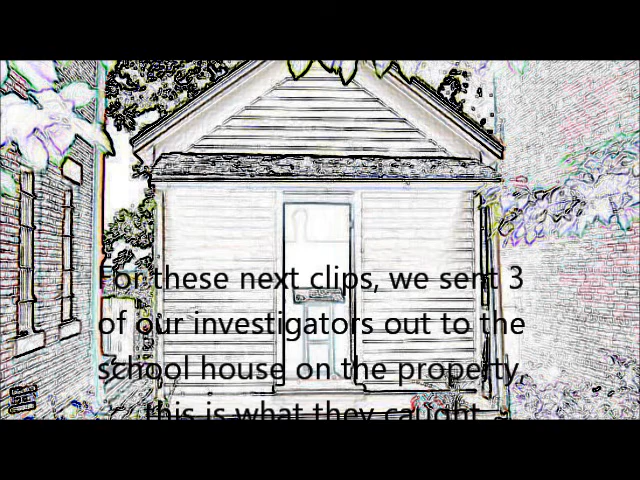 For these next clips, we sent 3
of our investigators out to the
school house on the property,
this is what they caught